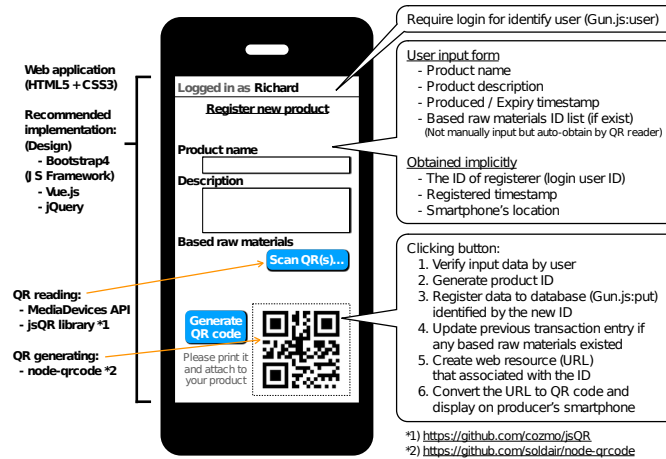 Require login for identify user (Gun.js:user)
Web application
(HTML5 + CSS3)
Recommended
implementation:
(Design)
- Bootstrap4
(JS Framework)
- Vue.js
- jQuery
QR reading:
- MediaDevices API
- jsQR library *1
QR generating:
- node-qrcode *2
Logged in as Richard
Register new product
Product name
Description
Based raw materials
Scan QR(s)...
Generate
QR code
Please print it
and attach to
your product
User input form
- Product name
- Product description
- Produced / Expiry timestamp
- Based raw materials ID list (if exist)
(Not manually input but auto-obtain by QR reader)
Obtained implicitly
- The ID of registerer (login user ID)
- Registered timestamp
- Smartphone's location
Clicking button:
1. Verify input data by user
2. Generate product ID
3. Register data to database (Gun.js:put)
identified by the new ID
4. Update previous transaction entry if
any based raw materials existed
5. Create web resource (URL)
that associated with the ID
6. Convert the URL to QR code and
display on producer's smartphone
*1) https://github.com/cozmo/jsQR
*2) https://github.com/soldair/node-qrcode